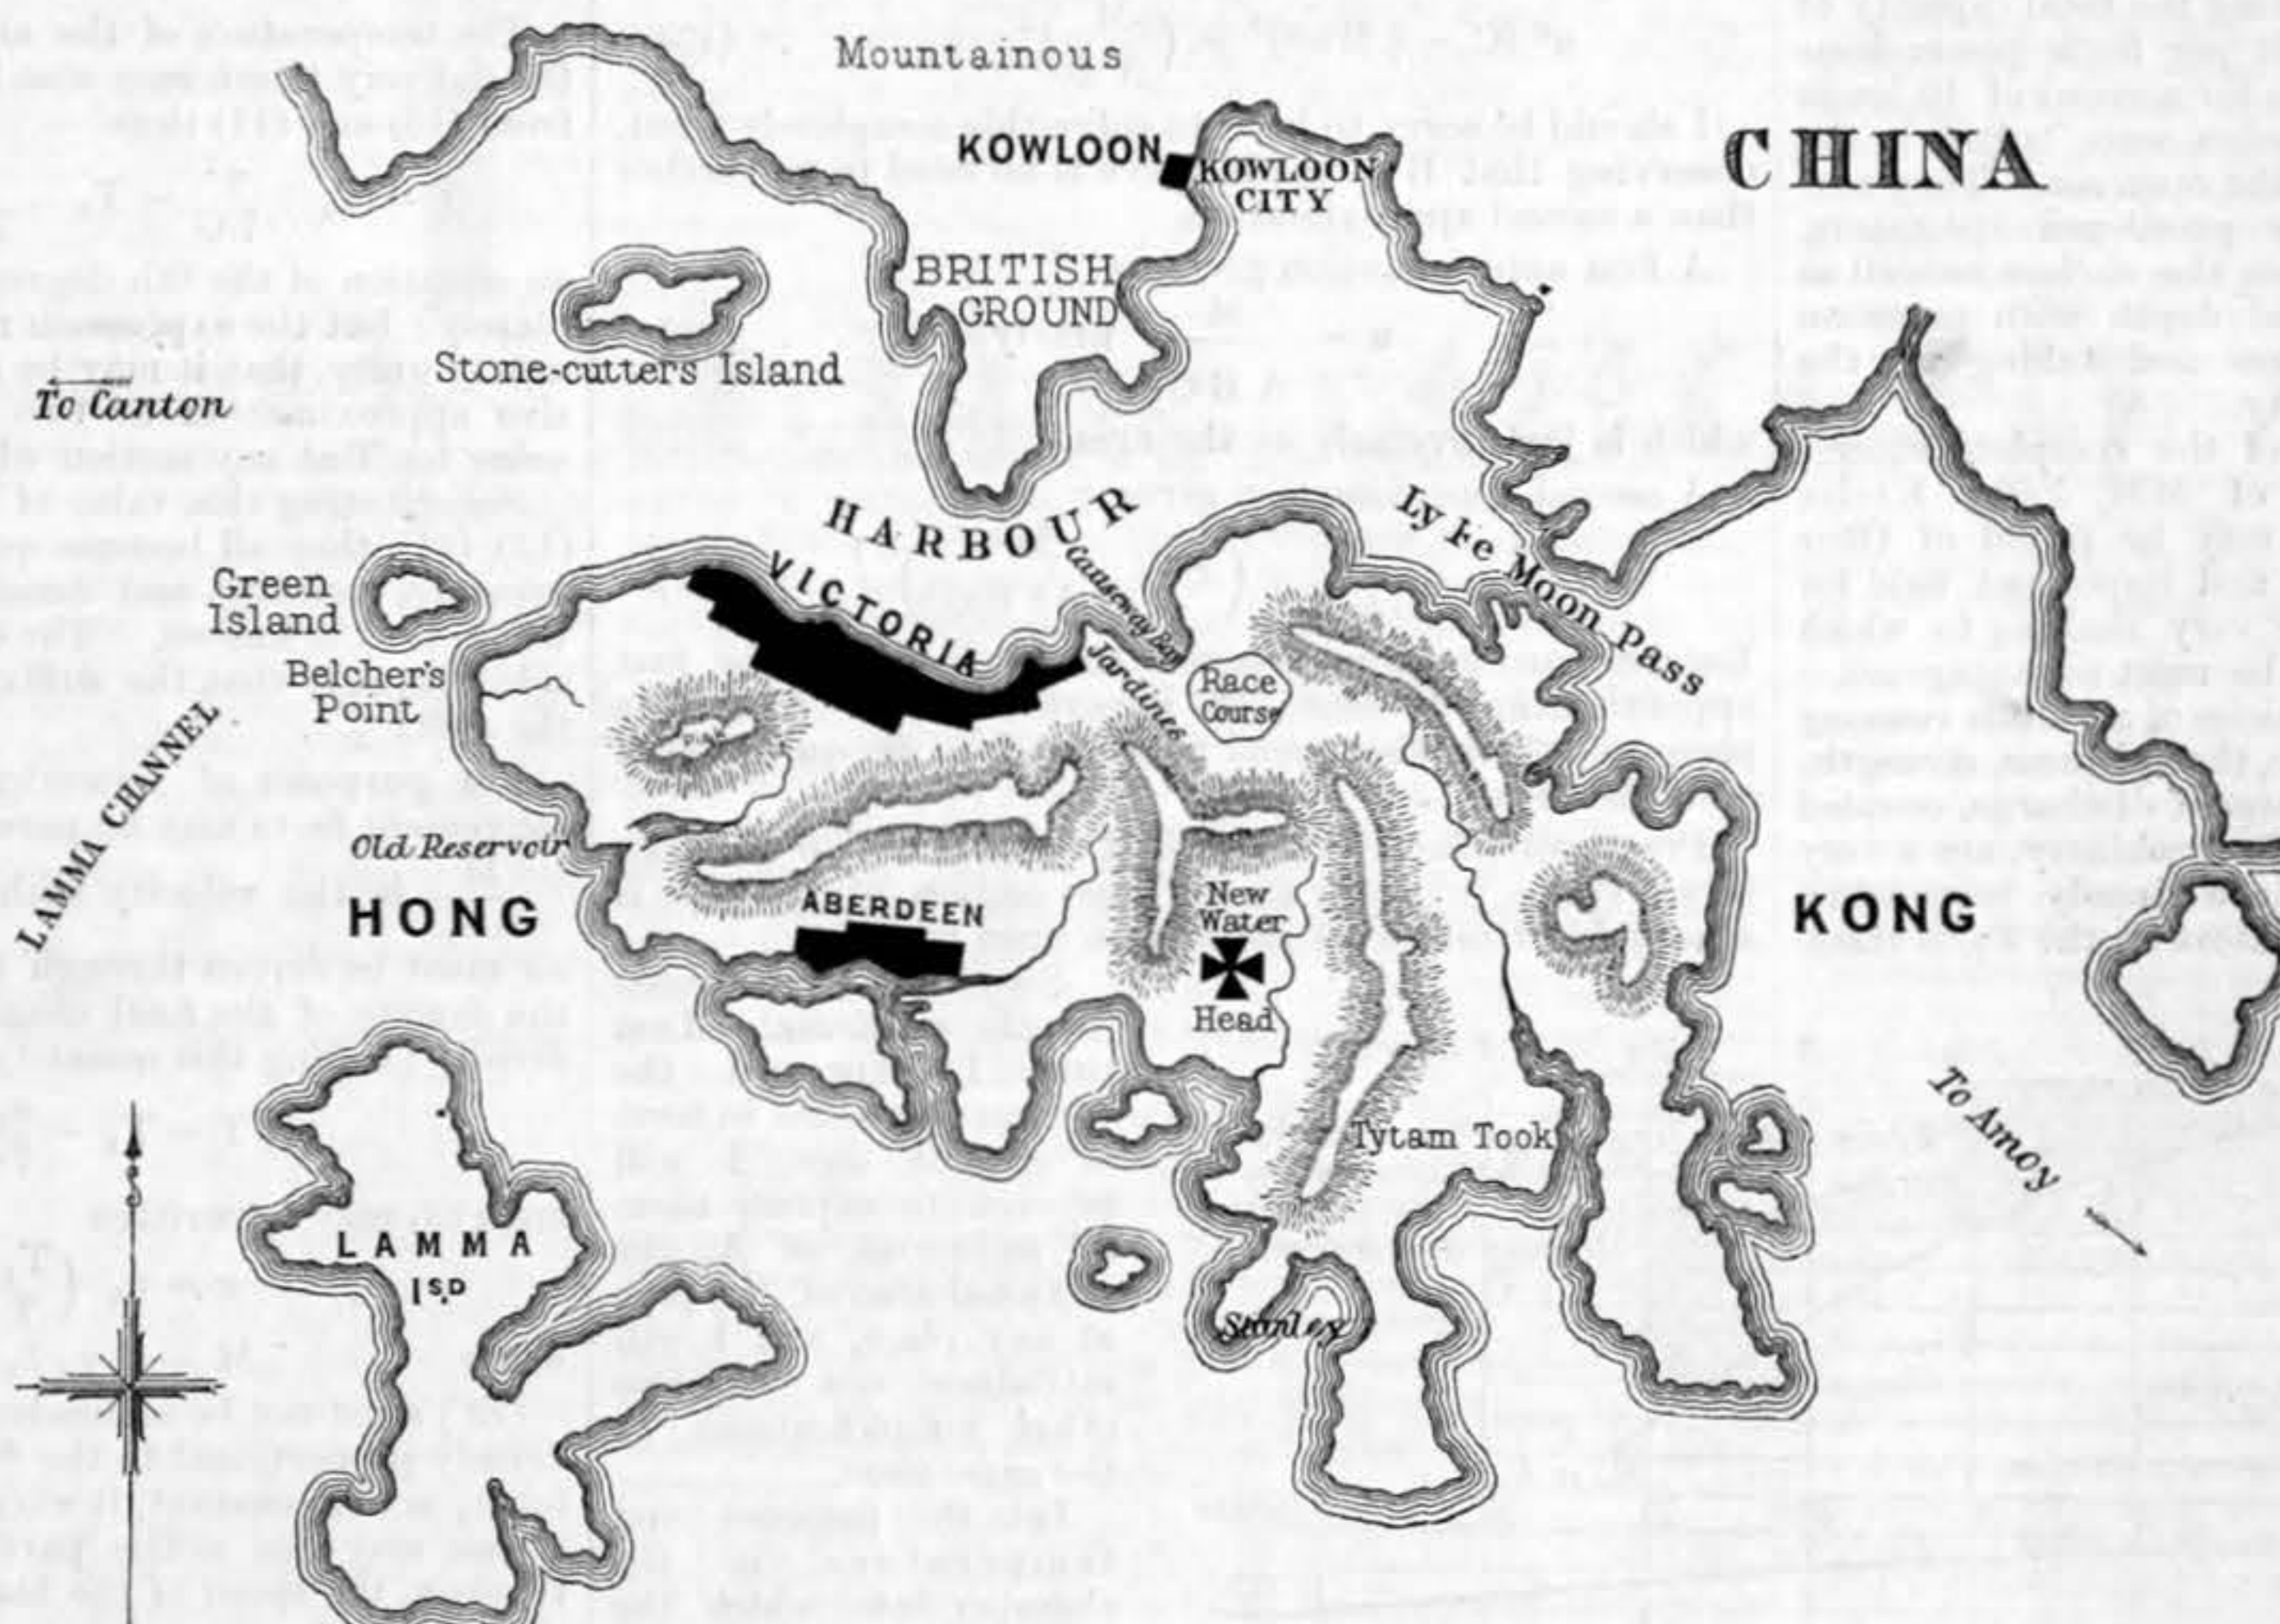 Mountainous
CHINA
KOWLOON
KOWLOON
CITY
BRITISH
GROUND
Stone-cutters Island
To Canton
HARBOUR
Ly Ee Moon Pass
VICTORIA
Causeway Bay
Green
Island
Belcher's
Point
Jardines
Race
Course
LAMMA CHANNEL
Old Reservoir
HONG
KONG
ABERDEEN
New
Water
Head
To Amoy
Tytam Took
LAMMA
ISD
Stanley